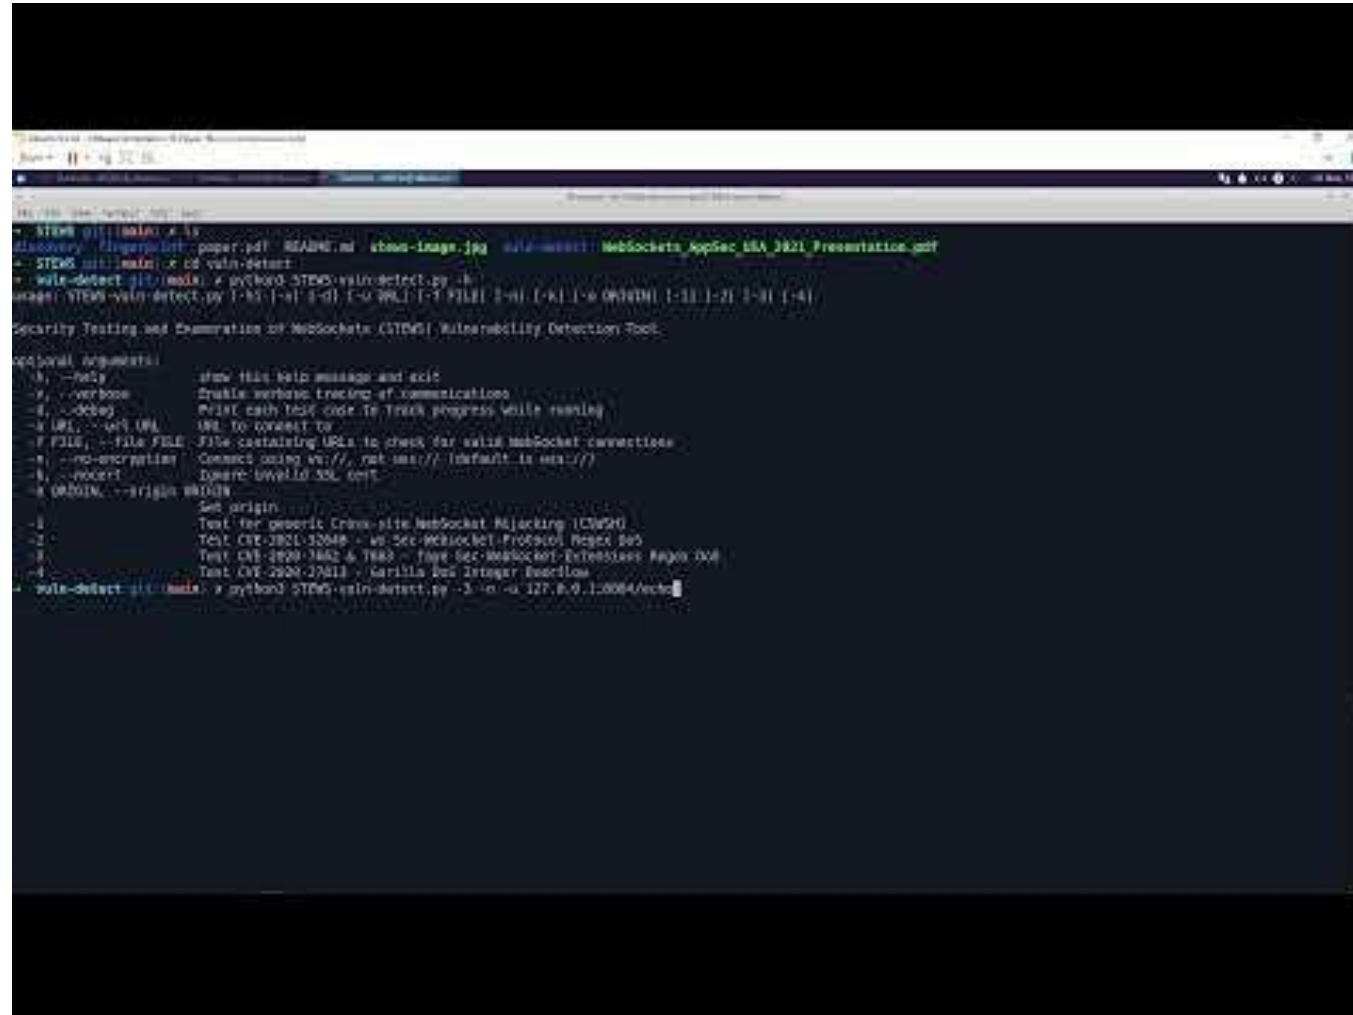 STEWS git:(main) ✗ ls
discovery fingerprint paper.pdf README.md stews-image.jpg vuln-detect WebSockets_AppSec_USA_2021_Presentation.pdf
STEWS git:(main) ✗ cd vuln-detect
vuln-detect git:(main) ✗ python3 STEWS-vuln-detect.py -h
usage: STEWS-vuln-detect.py [-h] [-v] [-d] [-u URL] [-f FILE] [-n] [-k] [-o ORIGIN] [-1] [-2] [-3] [-4]
Security Testing and Enumeration of WebSockets (STEWS) Vulnerability Detection Tool
optional arguments:
-h, --help show this help message and exit
-v, --verbose Enable verbose tracing of communications
-d, --debug Print each test case to track progress while running
-u URL, --url URL URL to connect to
-f FILE, --file FILE File containing URLs to check for valid WebSocket connections
-n, --no-encryption Connect using ws://, not wss:// (default is wss://)
-k, --nocert Ignore invalid SSL cert
-o ORIGIN, --origin ORIGIN
Set origin
-1 Test for generic Cross-site WebSocket Hijacking (CSWSH)
-2 Test CVE-2021-32640 - ws Sec-Websocket-Protocol Regex DoS
-3 Test CVE-2020-7662 & 7663 - faye Sec-WebSocket-Extensions Regex DoS
-4 Test CVE-2020-27813 - Gorilla DoS Integer Overflow
vuln-detect git:(main) ✗ python3 STEWS-vuln-detect.py -3 -n -u 127.0.0.1:8084/echo